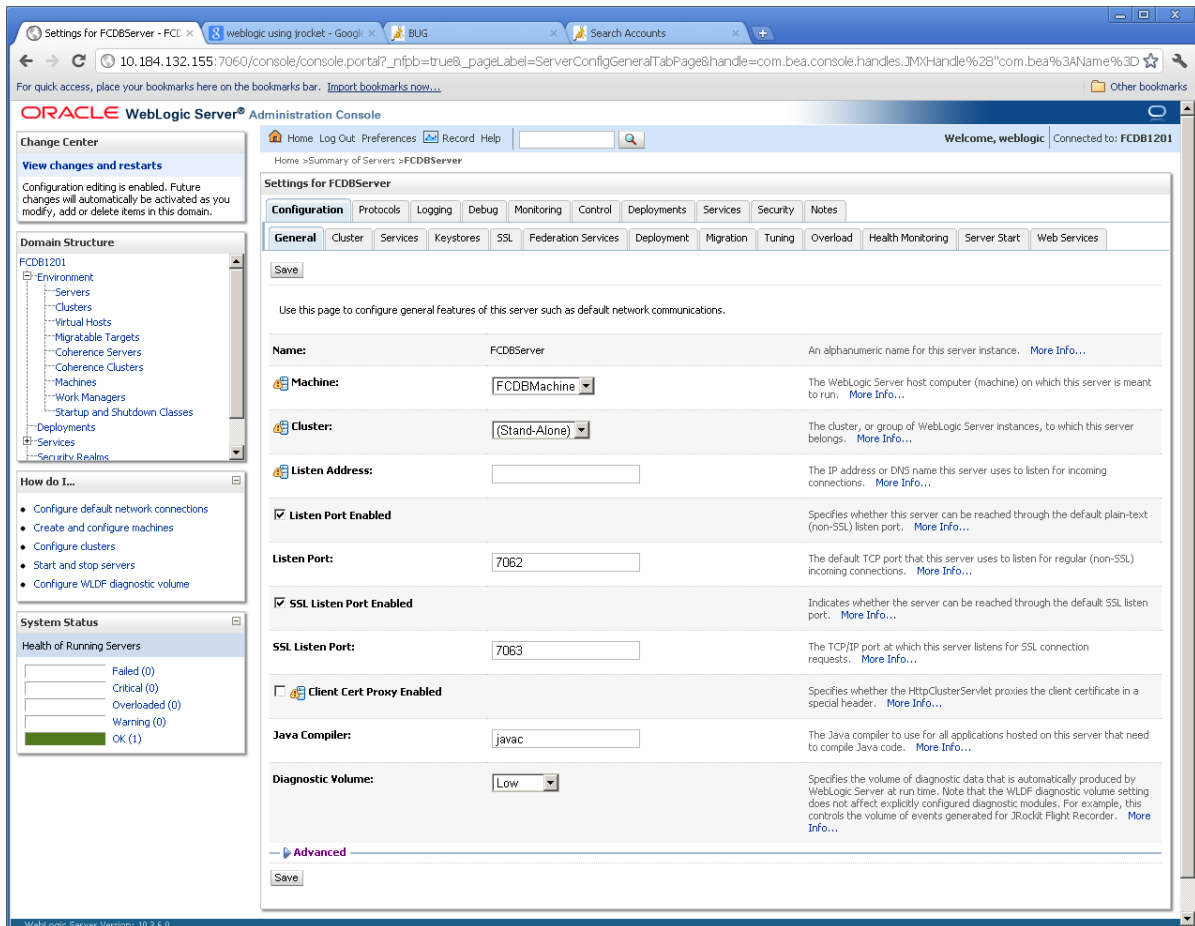 Settings for FCDBServer - FCD
weblogic using jrocket - Google
BUG
Search Accounts
10.184.132.155:7060/console/console.portal?_nfpb=true&_pageLabel=ServerConfigGeneralTabPage&handle=com.bea.console.handles.JMXHandle%28"com.bea%3AName%3D
For quick access, place your bookmarks here on the bookmarks bar. Import bookmarks now...
Other bookmarks
ORACLE WebLogic Server® Administration Console
Change Center
View changes and restarts
Configuration editing is enabled. Future
changes will automatically be activated as you
modify, add or delete items in this domain.
Domain Structure
FCDB1201
Environment
Servers
Clusters
Virtual Hosts
Migratable Targets
Coherence Servers
Coherence Clusters
Machines
Work Managers
Startup and Shutdown Classes
Deployments
Services
Security Realms
How do I...
Configure default network connections
Create and configure machines
Configure clusters
Start and stop servers
Configure WLDF diagnostic volume
System Status
Health of Running Servers
Failed (0)
Critical (0)
Overloaded (0)
Warning (0)
OK (1)
Home Log Out Preferences Record Help
Welcome, weblogic Connected to: FCDB1201
Home >Summary of Servers >FCDBServer
Settings for FCDBServer
Configuration Protocols Logging Debug Monitoring Control Deployments Services Security Notes
General Cluster Services Keystores SSL Federation Services Deployment Migration Tuning Overload Health Monitoring Server Start Web Services
Save
Use this page to configure general features of this server such as default network communications.
Name:
FCDBServer
An alphanumeric name for this server instance. More Info...
Machine:
FCDBMachine
The WebLogic Server host computer (machine) on which this server is meant
to run. More Info...
Cluster:
(Stand-Alone)
The cluster, or group of WebLogic Server instances, to which this server
belongs. More Info...
Listen Address:
The IP address or DNS name this server uses to listen for incoming
connections. More Info...
Listen Port Enabled
Specifies whether this server can be reached through the default plain-text
(non-SSL) listen port. More Info...
Listen Port:
7062
The default TCP port that this server uses to listen for regular (non-SSL)
incoming connections. More Info...
SSL Listen Port Enabled
Indicates whether the server can be reached through the default SSL listen
port. More Info...
SSL Listen Port:
7063
The TCP/IP port at which this server listens for SSL connection
requests. More Info...
Client Cert Proxy Enabled
Specifies whether the HttpClusterServlet proxies the client certificate in a
special header. More Info...
Java Compiler:
javac
The Java compiler to use for all applications hosted on this server that need
to compile Java code. More Info...
Diagnostic Volume:
Low
Specifies the volume of diagnostic data that is automatically produced by
WebLogic Server at run time. Note that the WLDF diagnostic volume setting
does not affect explicitly configured diagnostic modules. For example, this
controls the volume of events generated for JRockit Flight Recorder. More
Info...
Advanced
Save
WebLogic Server Version: 10.3.6.0